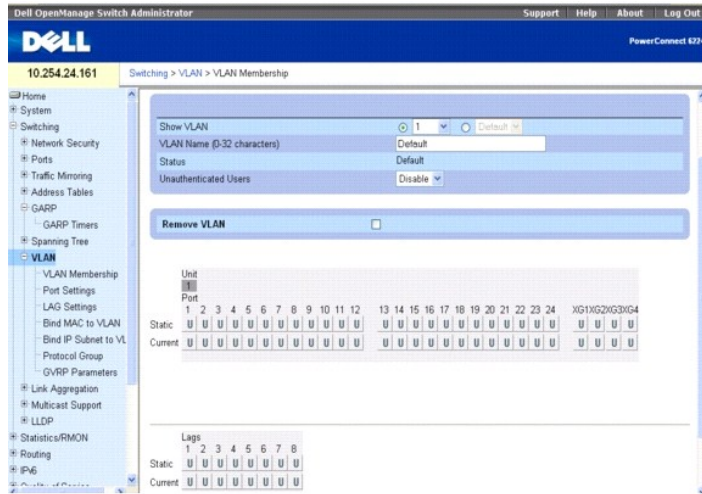 Dell OpenManage Switch Administrator
Support Help About Log Out
DELL
PowerConnect
10.254.24.161
Switching > VLAN > VLAN Membership
Home
System
Switching
Network Security
Ports
Traffic Mirroring
Address Tables
GARP
GARP Timers
Spanning Tree
VLAN
VLAN Membership
Port Settings
LAG Settings
Bind MAC to VLAN
Bind IP Subnet to VL
Protocol Group
GVRP Parameters
Link Aggregation
Multicast Support
LLDP
Statistics/RMON
Routing
IPv6
Show VLAN 1 Default
VLAN Name (0-32 characters) Default
Status Default
Unauthenticated Users Disable
Remove VLAN
Unit
1
Port
1 2 3 4 5 6 7 8 9 10 11 12 13 14 15 16 17 18 19 20 21 22 23 24 XG1 XG2 XG3 XG4
Static U U U U U U U U U U U U U U U U U U U U U U U U U U U U
Current U U U U U U U U U U U U U U U U U U U U U U U U U U U U
Lags
1 2 3 4 5 6 7 8
Static U U U U U U U U
Current U U U U U U U U